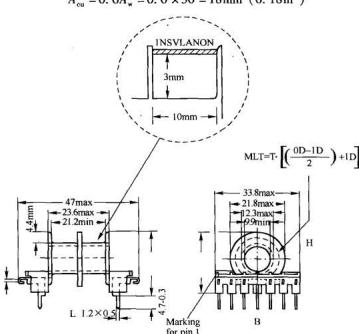 A_cu = 0.6A_w = 0.6×30 = 18mm² (0.18m²)
INSVLANON
3mm
10mm
MLT=T·[(0D-1D/2)+1D]
47max
23.6max
21.2min
4.4mm
33.8max
21.8max
12.3max
9.9min
H
L 1.2×0.5
4.7-0.3
Marking
for pin 1
B